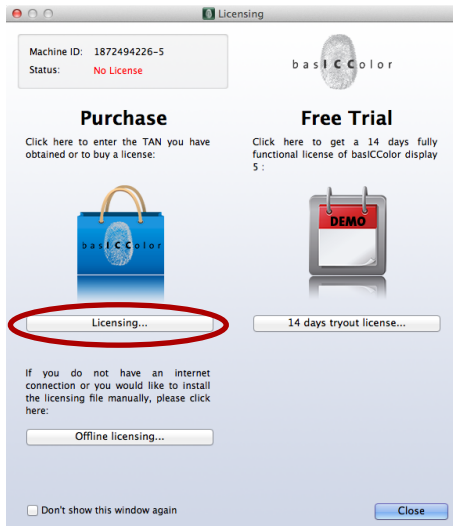 Licensing
Machine ID: 1872494226-5
Status: No License
basICColor
Purchase
Click here to enter the TAN you have
obtained or to buy a license:
basICColor
Licensing...
If you do not have an internet
connection or you would like to install
the licensing file manually, please click
here:
Offline licensing...
Free Trial
Click here to get a 14 days fully
functional license of basICColor display
5 :
DEMO
14 days tryout license...
Don't show this window again
Close